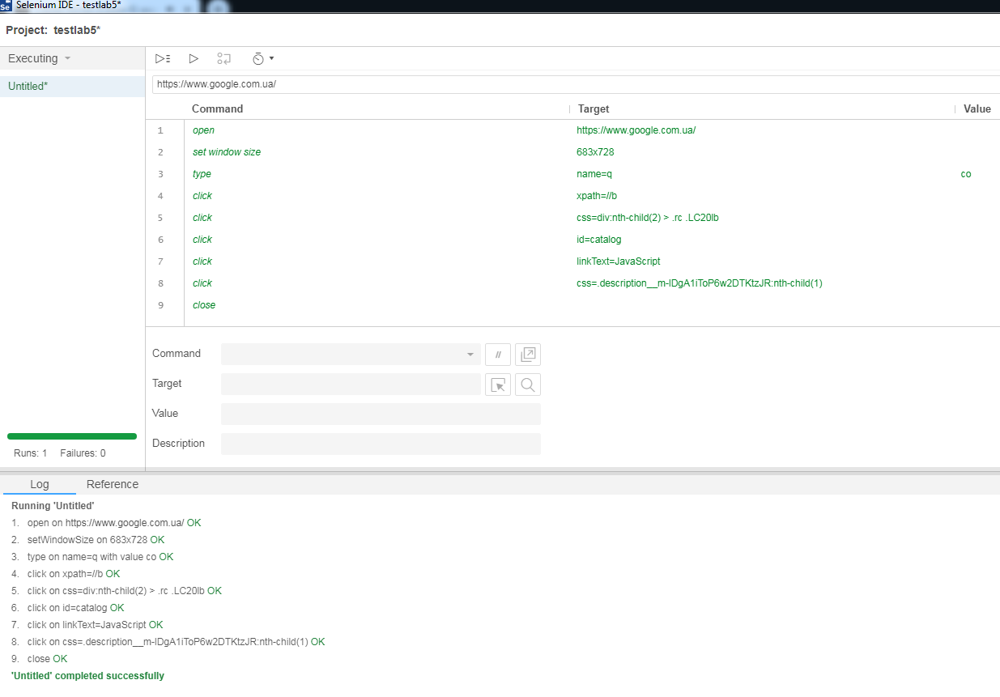 Se Selenium IDE - testlab5*
Project: testlab5*
Executing
Untitled*
https://www.google.com.ua/
Command Target Value
1 open https://www.google.com.ua/
2 set window size 683x728
3 type name=q co
4 click xpath=//b
5 click css=div:nth-child(2) > .rc .LC20lb
6 click id=catalog
7 click linkText=JavaScript
8 click css=.description__m-lDgA1iToP6w2DTKtzJR:nth-child(1)
9 close
Command //
Target
Value
Description
Runs: 1 Failures: 0
Log Reference
Running 'Untitled'
1. open on https://www.google.com.ua/ OK
2. setWindowSize on 683x728 OK
3. type on name=q with value co OK
4. click on xpath=//b OK
5. click on css=div:nth-child(2) > .rc .LC20lb OK
6. click on id=catalog OK
7. click on linkText=JavaScript OK
8. click on css=.description__m-lDgA1iToP6w2DTKtzJR:nth-child(1) OK
9. close OK
'Untitled' completed successfully